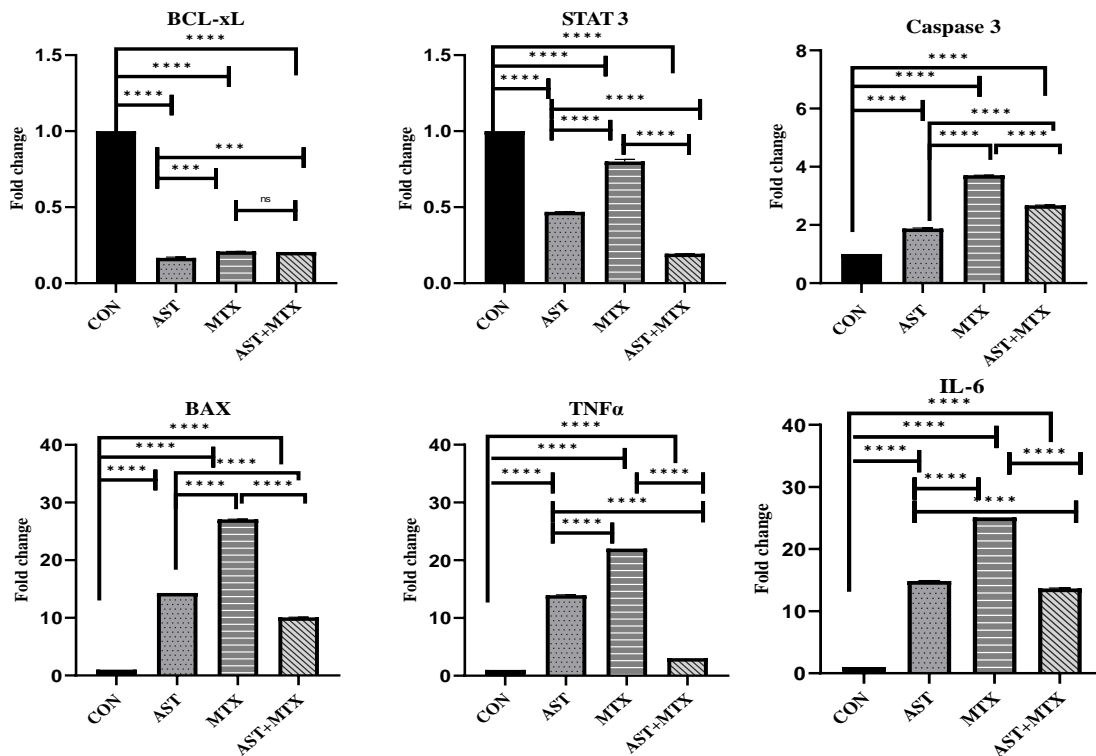 BCL-xL
****
****
****
***
***
ns
Fold change
1.5
1.0
0.5
0.0
CON
AST
MTX
AST+MTX
STAT 3
****
****
****
****
****
****
Fold change
1.5
1.0
0.5
0.0
CON
AST
MTX
AST+MTX
Caspase 3
****
****
****
****
****
****
Fold change
8
6
4
2
0
CON
AST
MTX
AST+MTX
BAX
****
****
****
****
****
****
Fold change
40
30
20
10
0
CON
AST
MTX
AST+MTX
TNFα
****
****
****
****
****
****
Fold change
40
30
20
10
0
CON
AST
MTX
AST+MTX
IL-6
****
****
****
****
****
****
Fold change
40
30
20
10
0
CON
AST
MTX
AST+MTX